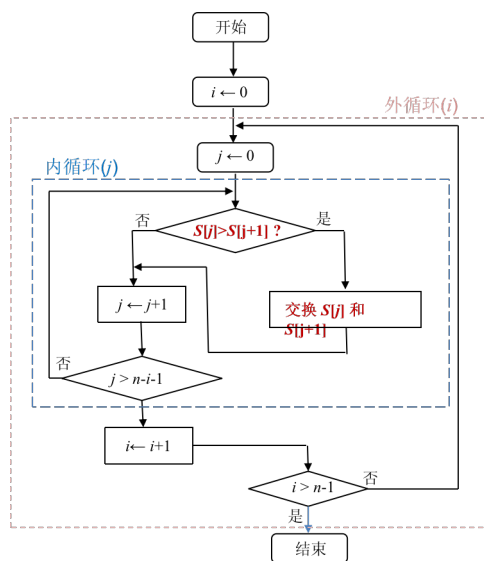 开始
i ← 0
外循环(i)
j ← 0
内循环(j)
否
S[j]>S[j+1] ?
是
j ← j+1
交换 S[j] 和
S[j+1]
否
j > n-i-1
i← i+1
i > n-1
否
是
结束